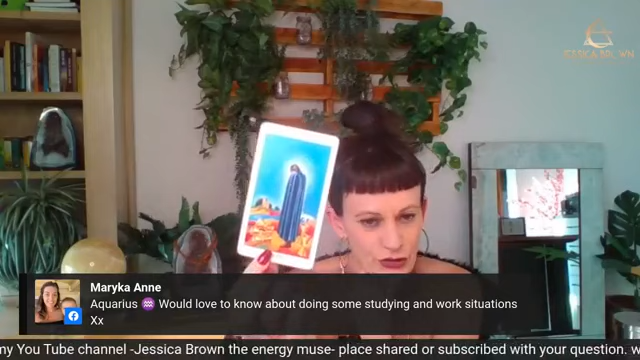 Maryka Anne
Aquarius ♒ Would love to know about doing some studying and work situations
Xx
my You Tube channel -Jessica Brown the energy muse- place shared or subscribed with your question. w